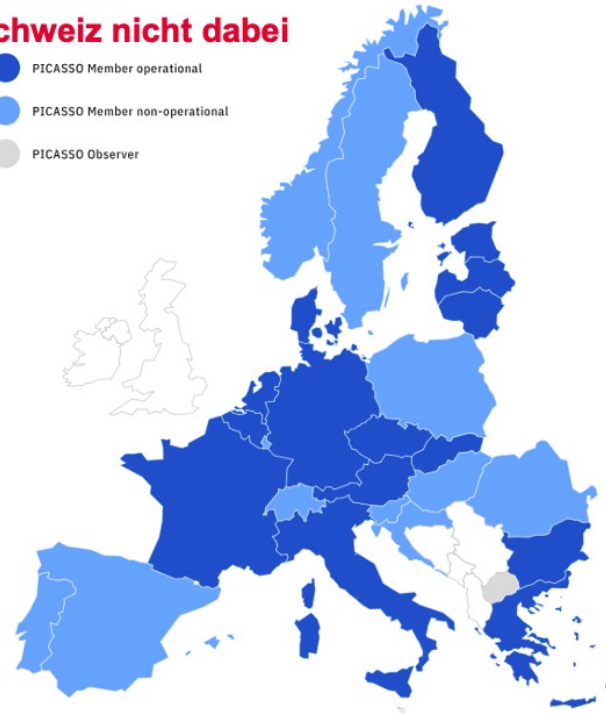 chweiz nicht dabei
PICASSO Member operational
PICASSO Member non-operational
PICASSO Observer